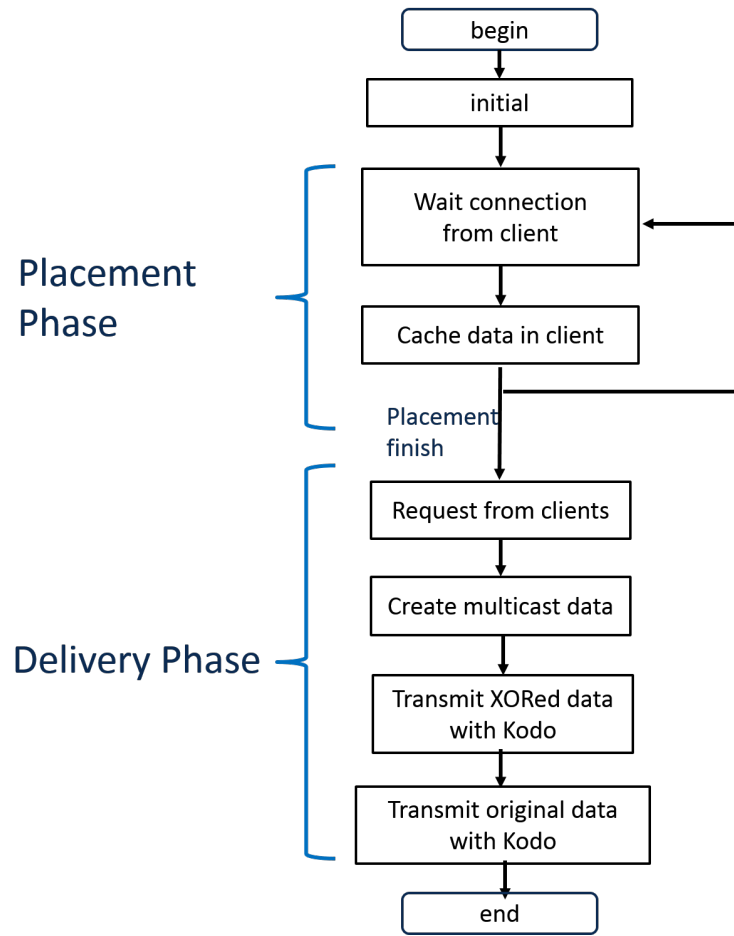 begin
initial
Wait connection
from client
Placement
Phase
Cache data in client
Placement
finish
Request from clients
Create multicast data
Delivery Phase
Transmit XORed data
with Kodo
Transmit original data
with Kodo
end